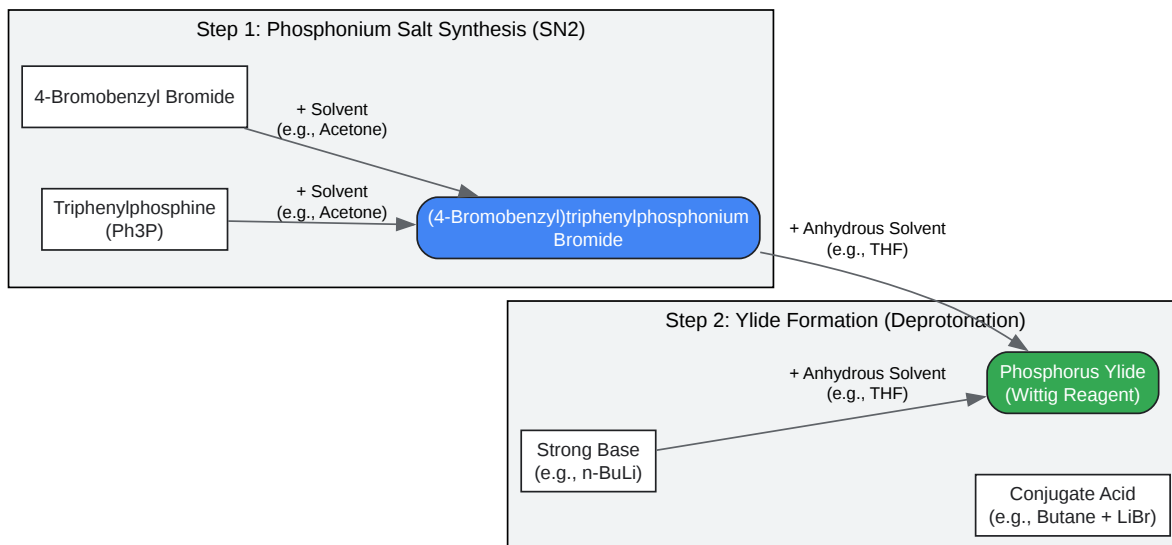 Step 1: Phosphonium Salt Synthesis (SN2)
4-Bromobenzyl Bromide
+ Solvent
(e.g., Acetone)
Triphenylphosphine
(Ph3P)
+ Solvent
(e.g., Acetone)
(4-Bromobenzyl)triphenylphosphonium
Bromide
+ Anhydrous Solvent
(e.g., THF)
Step 2: Ylide Formation (Deprotonation)
+ Anhydrous Solvent
(e.g., THF)
Phosphorus Ylide
(Wittig Reagent)
Strong Base
(e.g., n-BuLi)
Conjugate Acid
(e.g., Butane + LiBr)